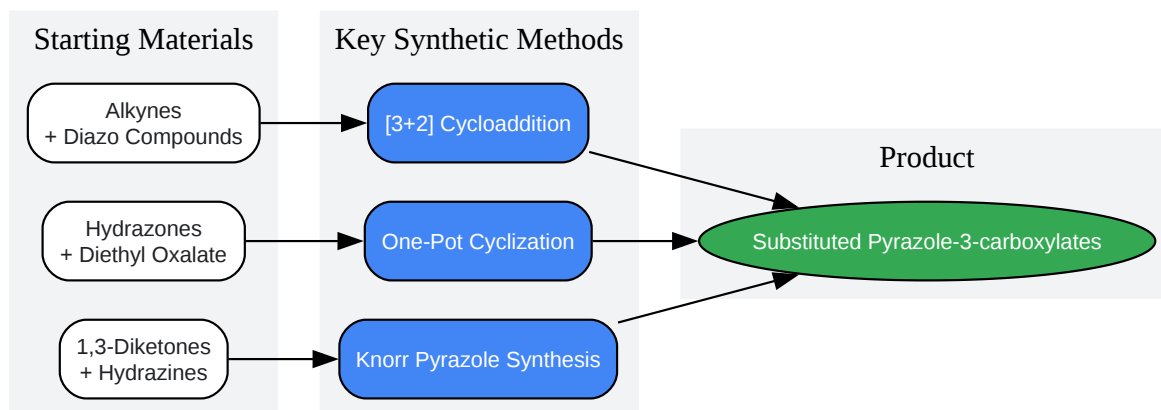 Starting Materials
Alkynes
+ Diazo Compounds
Hydrazones
+ Diethyl Oxalate
1,3-Diketones
+ Hydrazines
Key Synthetic Methods
[3+2] Cycloaddition
One-Pot Cyclization
Knorr Pyrazole Synthesis
Product
Substituted Pyrazole-3-carboxylates